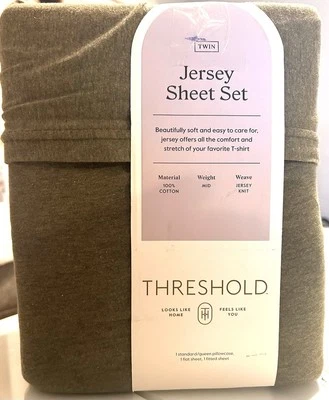 TWIN
Jersey
Sheet Set
Beautifully soft and easy to care for,
jersey offers all the comfort and
stretch of your favorite T-shirt
Material Weight Weave
100% MID JERSEY
COTTON KNIT
THRESHOLD
LOOKS LIKE FEELS LIKE
HOME YOU
1 standard/queen pillowcase,
1 flat sheet, 1 fitted sheet